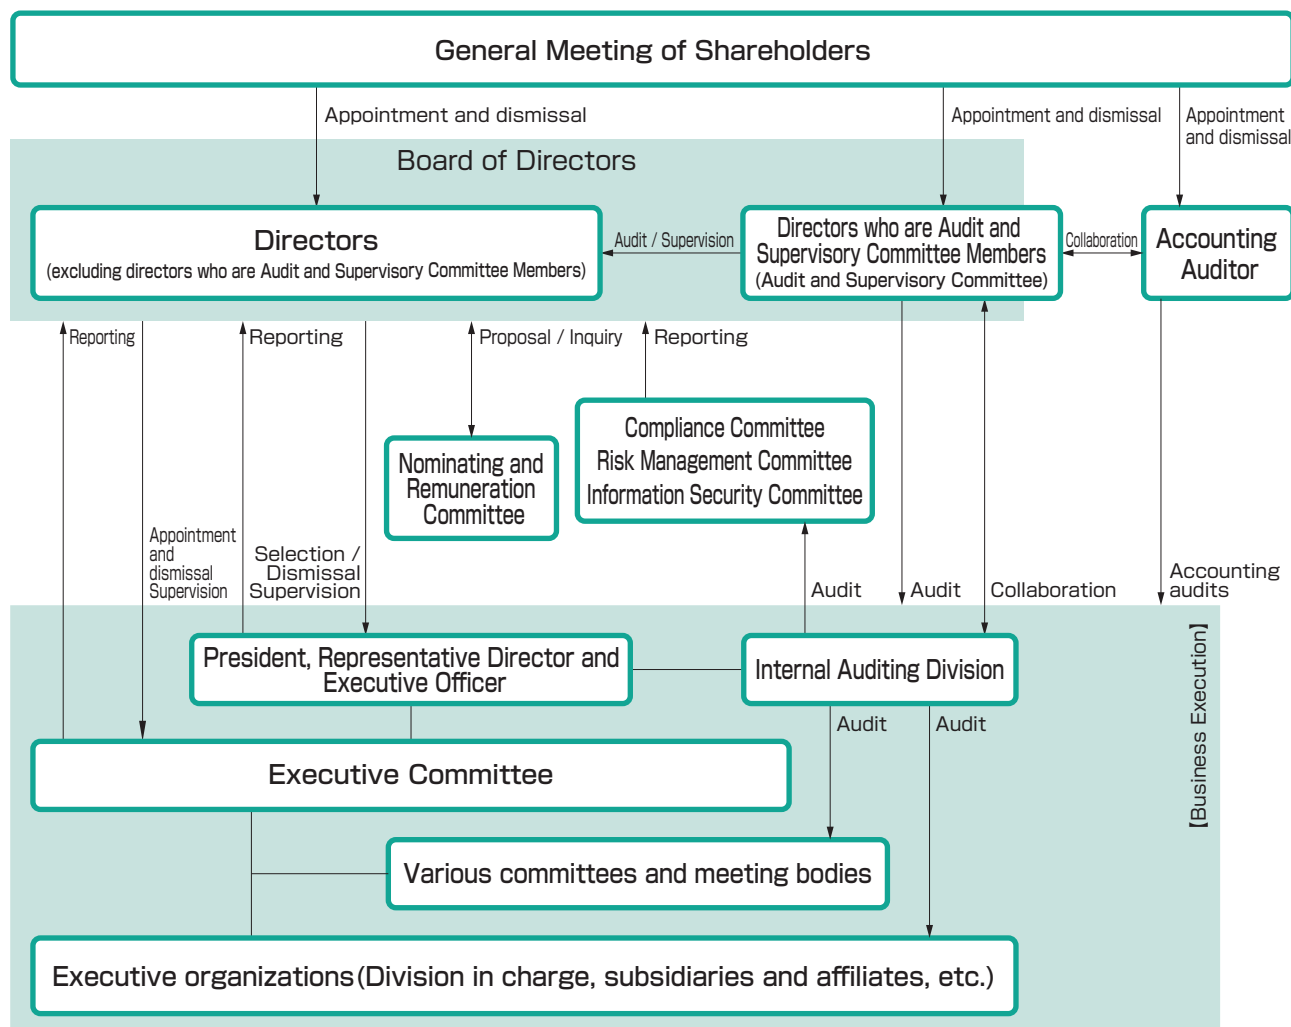 General Meeting of Shareholders
Appointment and dismissal
Appointment and dismissal
Appointment
and dismissal
Board of Directors
Directors
(excluding directors who are Audit and Supervisory Committee Members)
Audit / Supervision
Directors who are Audit and
Supervisory Committee Members
(Audit and Supervisory Committee)
Collaboration
Accounting
Auditor
Reporting
Reporting
Proposal / Inquiry
Reporting
Compliance Committee
Risk Management Committee
Information Security Committee
Nominating and
Remuneration
Committee
Appointment
and
dismissal
Supervision
Selection /
Dismissal
Supervision
Audit
Audit
Collaboration
Accounting
audits
President, Representative Director and
Executive Officer
Internal Auditing Division
【Business Execution】
Audit
Audit
Executive Committee
Various committees and meeting bodies
Executive organizations(Division in charge, subsidiaries and affiliates, etc.)